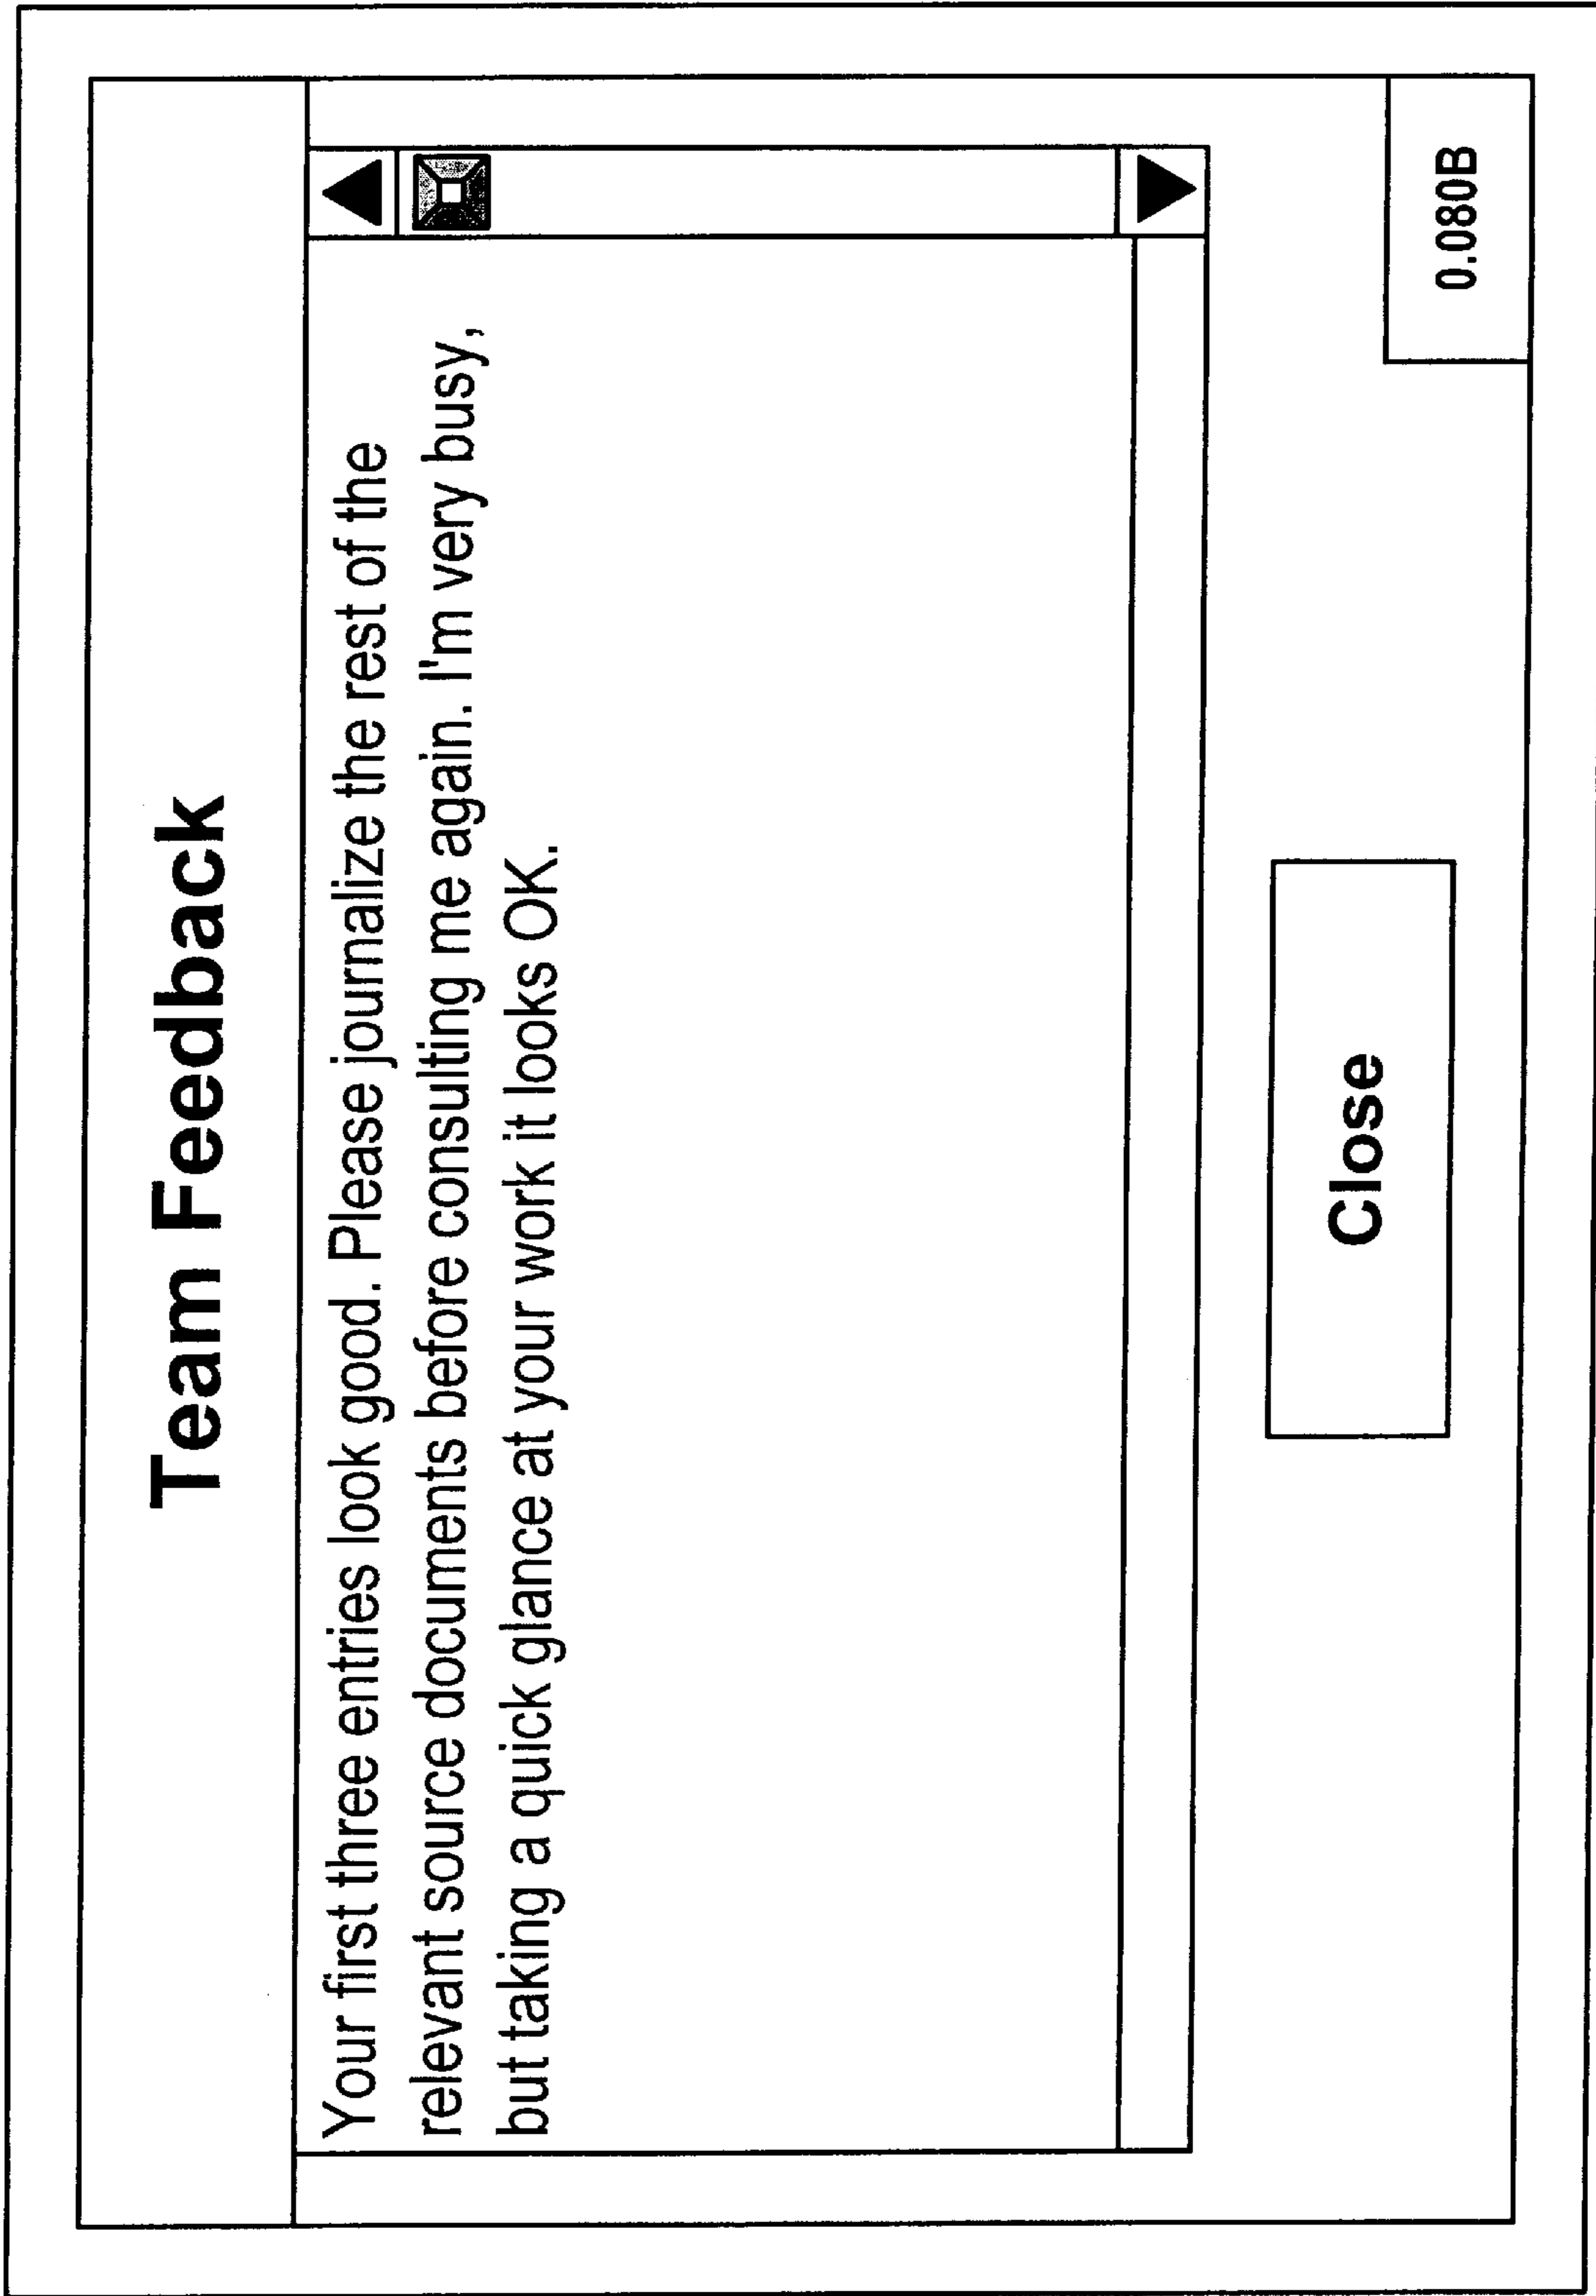 Team Feedback
Your first three entries look good. Please journalize the rest of the
relevant source documents before consulting me again. I'm very busy,
but taking a quick glance at your work it looks OK.
Close
0.080B